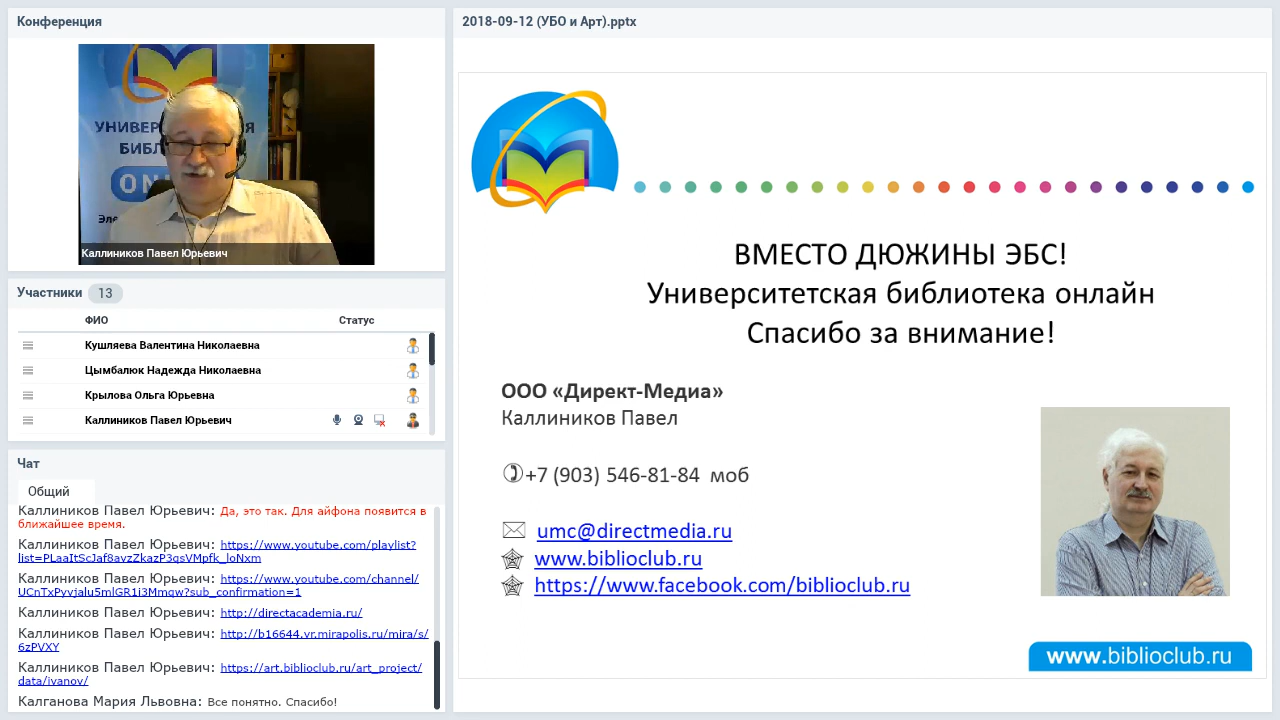 Конференция
УНИВЕР
АЯ
БИБЛ
ON
Эле
Каллиников Павел Юрьевич
Участники 13
ФИО Статус
Кушляева Валентина Николаевна
Цымбалюк Надежда Николаевна
Крылова Ольга Юрьевна
Каллиников Павел Юрьевич
Чат
Общий
Каллиников Павел Юрьевич: Да, это так. Для айфона появится в
ближайшее время.
Каллиников Павел Юрьевич: https://www.youtube.com/playlist?
list=PLaaItScJaf8avzZkazP3qsVMpfk_loNxm
Каллиников Павел Юрьевич: https://www.youtube.com/channel/
UCnTxPyvjalu5mlGR1i3Mmqw?sub_confirmation=1
Каллиников Павел Юрьевич: http://directacademia.ru/
Каллиников Павел Юрьевич: http://b16644.vr.mirapolis.ru/mira/s/
6zPVXY
Каллиников Павел Юрьевич: https://art.biblioclub.ru/art_project/
data/ivanov/
Калганова Мария Львовна: Все понятно. Спасибо!
2018-09-12 (УБО и Арт).pptx
ВМЕСТО ДЮЖИНЫ ЭБС!
Университетская библиотека онлайн
Спасибо за внимание!
ООО «Директ-Медиа»
Каллиников Павел
+7 (903) 546-81-84 моб
umc@directmedia.ru
www.biblioclub.ru
https://www.facebook.com/biblioclub.ru
www.biblioclub.ru